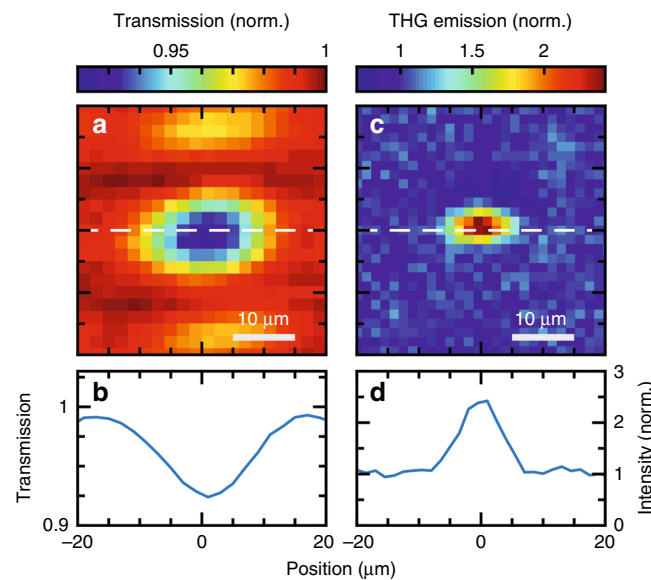 Transmission (norm.) THG emission (norm.)
0.95 1 1 1.5 2
a c
10 μm 10 μm
b d
1 3
2
1
0.9 0
Transmission
Intensity (norm.)
–20 0 20 –20 0 20
Position (μm)